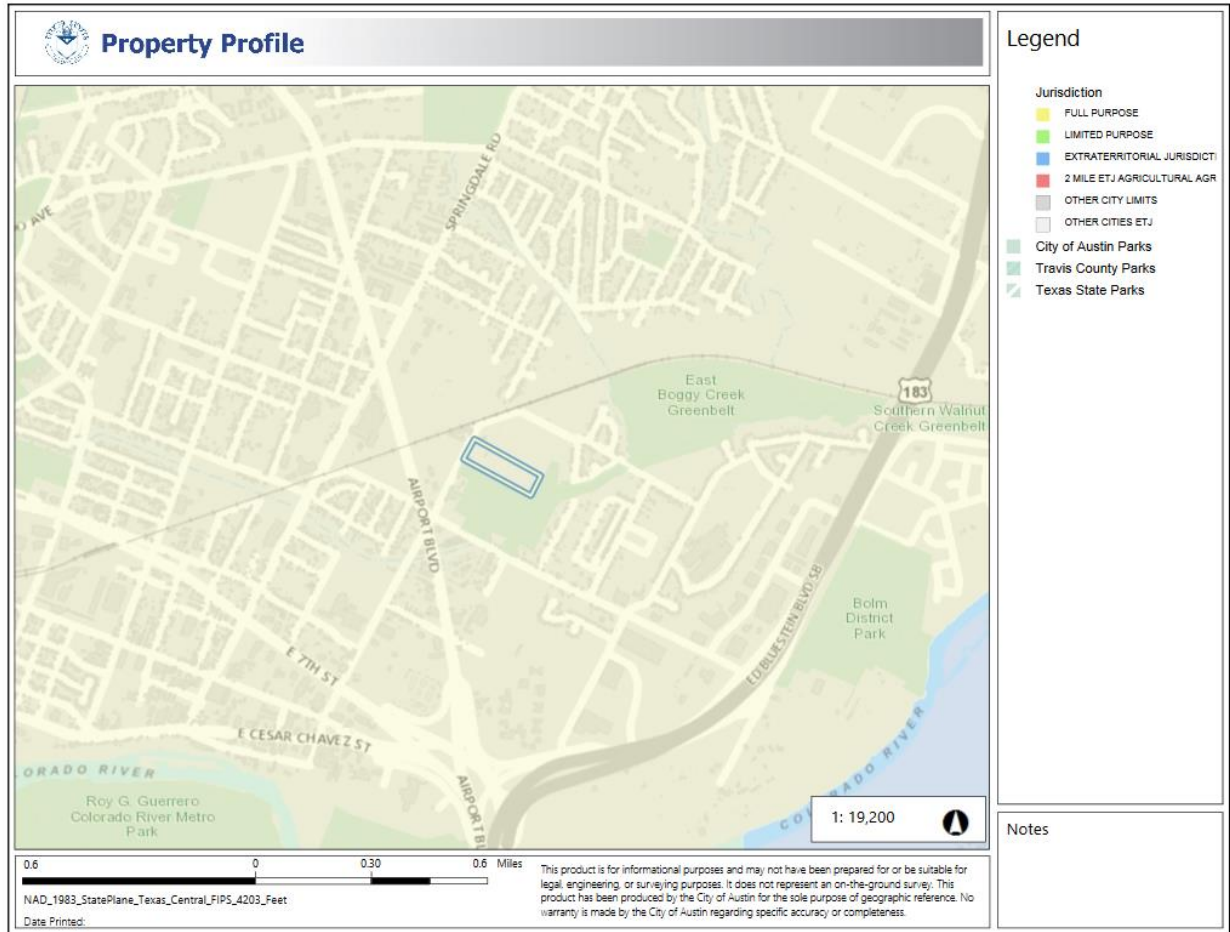 Property Profile
SPRINGDALE RD
AVE
East
Boggy Creek
Greenbelt
183
Southern Walnut
Creek Greenbelt
AIRPORT BLVD
Bolm
District
Park
ED BLUESTEIN BLVD SB
E 7TH ST
E CESAR CHAVEZ ST
ORADO RIVER
Roy G. Guerrero
Colorado River Metro
Park
AIRPORT BL
COLORADO RIVER
1: 19,200
Legend
Jurisdiction
FULL PURPOSE
LIMITED PURPOSE
EXTRATERRITORIAL JURISDICTI
2 MILE ETJ AGRICULTURAL AGR
OTHER CITY LIMITS
OTHER CITIES ETJ
City of Austin Parks
Travis County Parks
Texas State Parks
Notes
0.6 0 0.30 0.6 Miles
NAD_1983_StatePlane_Texas_Central_FIPS_4203_Feet
Date Printed:
This product is for informational purposes and may not have been prepared for or be suitable for
legal, engineering, or surveying purposes. It does not represent an on-the-ground survey. This
product has been produced by the City of Austin for the sole purpose of geographic reference. No
warranty is made by the City of Austin regarding specific accuracy or completeness.